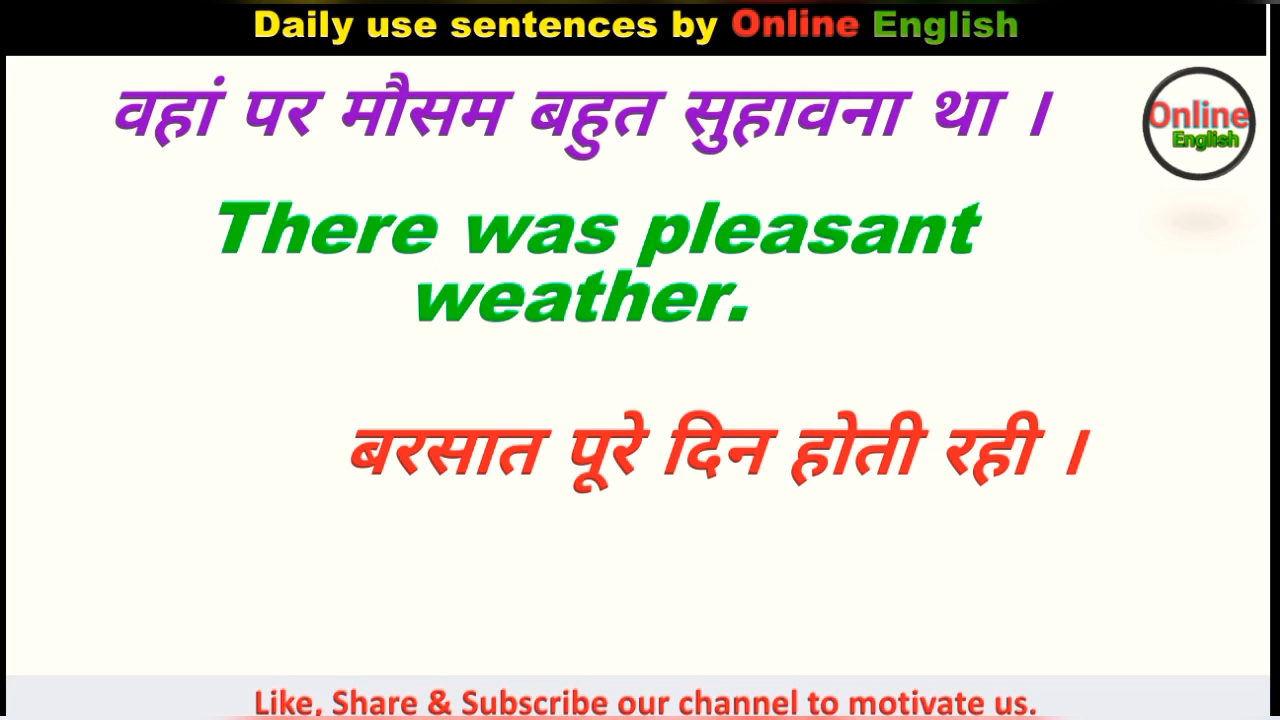 Daily use sentences by Online English
वहां पर मौसम बहुत सुहावना था ।
Online
English
There was pleasant
weather.
बरसात पूरे दिन होती रही ।
Like, Share & Subscribe our channel to motivate us.